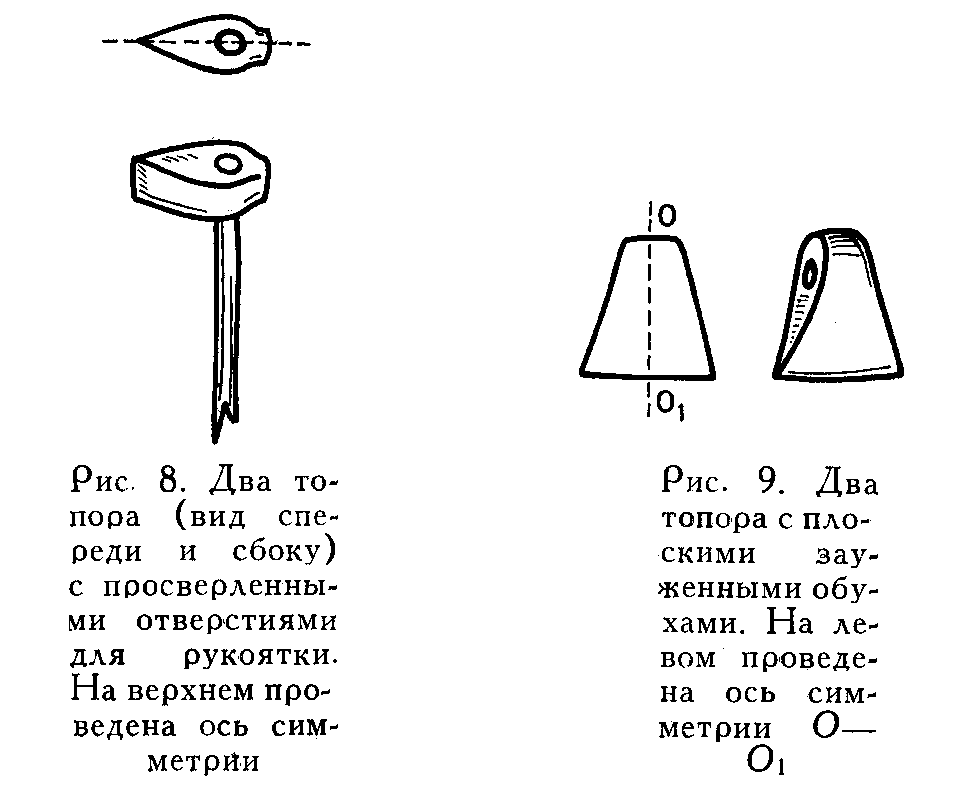 O
O₁
Рис. 8. Два то-
пора (вид спе-
реди и сбоку)
с просверленны-
ми отверстиями
для рукоятки.
На верхнем про-
ведена ось сим-
метрии
Рис. 9. Два
топора с пло-
скими зау-
женными обу-
хами. На ле-
вом проведе-
на ось сим-
метрии O—
O₁